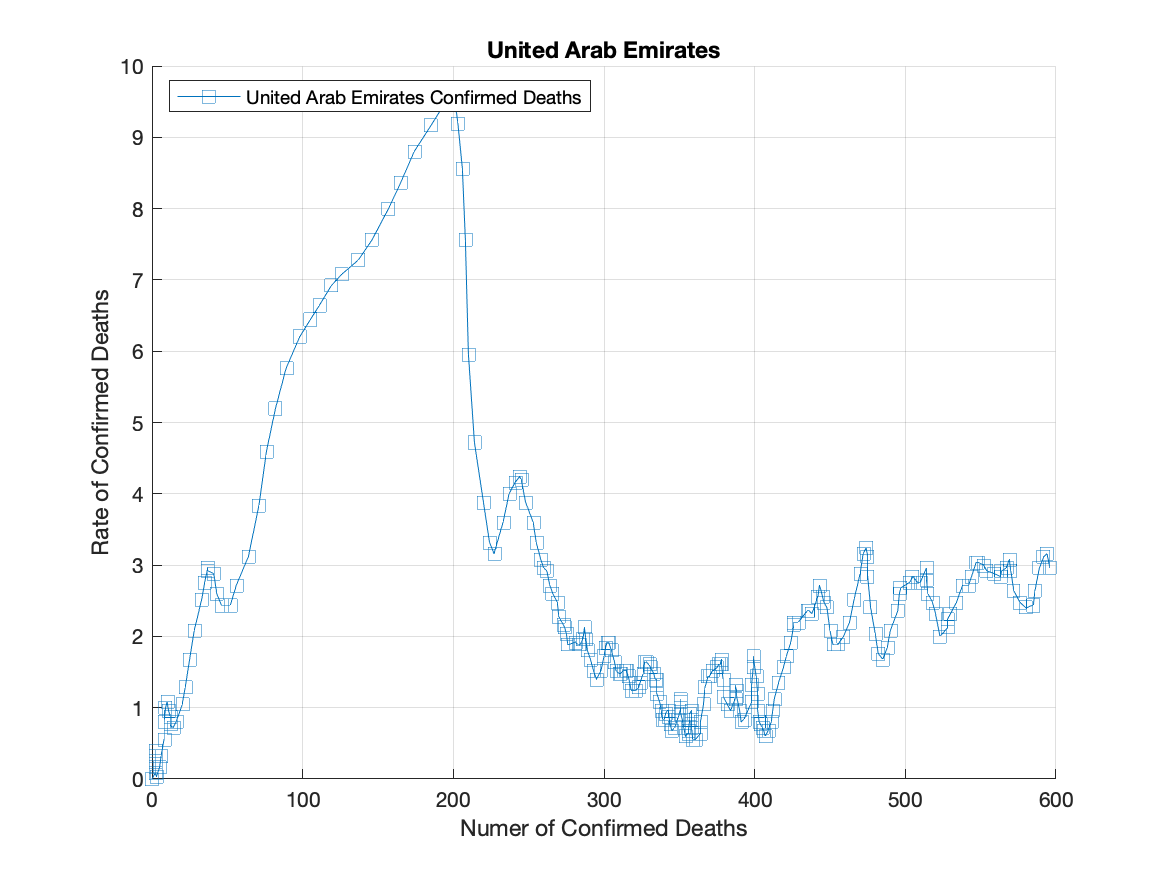 United Arab Emirates
United Arab Emirates Confirmed Deaths
10
9
8
7
6
5
4
3
2
1
0
Rate of Confirmed Deaths
0 100 200 300 400 500 600
Numer of Confirmed Deaths